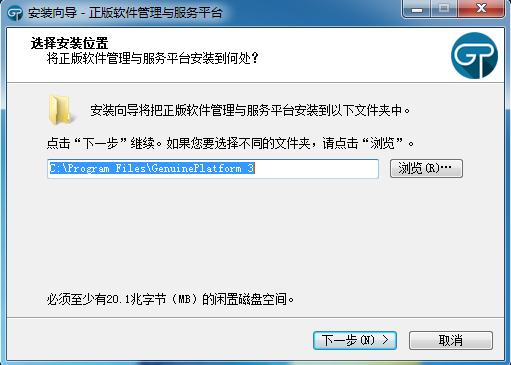 安装向导 - 正版软件管理与服务平台
选择安装位置
将正版软件管理与服务平台安装到何处?
GP
安装向导将把正版软件管理与服务平台安装到以下文件夹中。
点击“下一步”继续。如果您要选择不同的文件夹，请点击“浏览”。
C:\Program Files\GenuinePlatform 3
浏览(R)…
必须至少有20.1兆字节（MB）的闲置磁盘空间。
下一步(N) >
取消